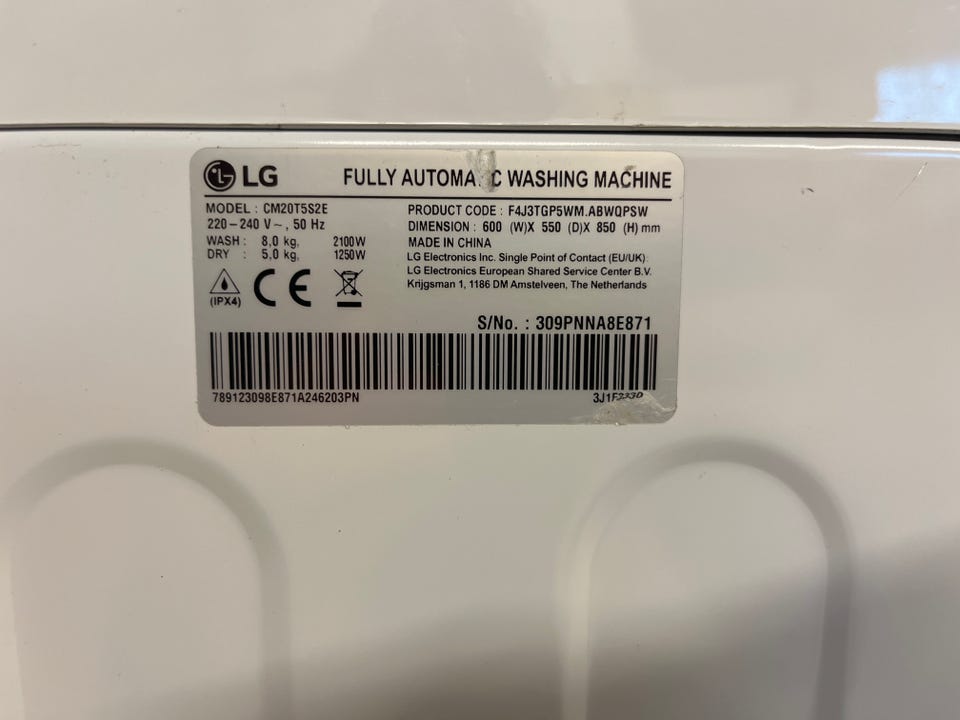 LG FULLY AUTOMATIC WASHING MACHINE
MODEL : CM20T5S2E
220-240 V~, 50 Hz
WASH : 8,0 kg, 2100W
DRY : 5,0 kg, 1250W
(IPX4)
CE
PRODUCT CODE : F4J3TGP5WM.ABWQPSW
DIMENSION : 600 (W)X 550 (D)X 850 (H) mm
MADE IN CHINA
LG Electronics Inc. Single Point of Contact (EU/UK):
LG Electronics European Shared Service Center B.V.
Krijgsman 1, 1186 DM Amstelveen, The Netherlands
S/No. : 309PNNA8E871
789123098E871A246203PN